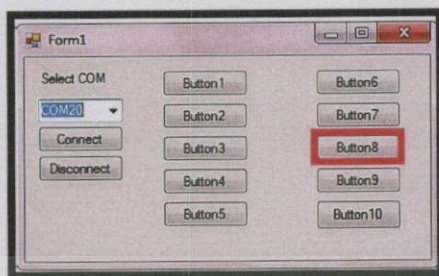 Form1
Select COM
COM20
Connect
Disconnect
Button1
Button2
Button3
Button4
Button5
Button6
Button7
Button8
Button9
Button10